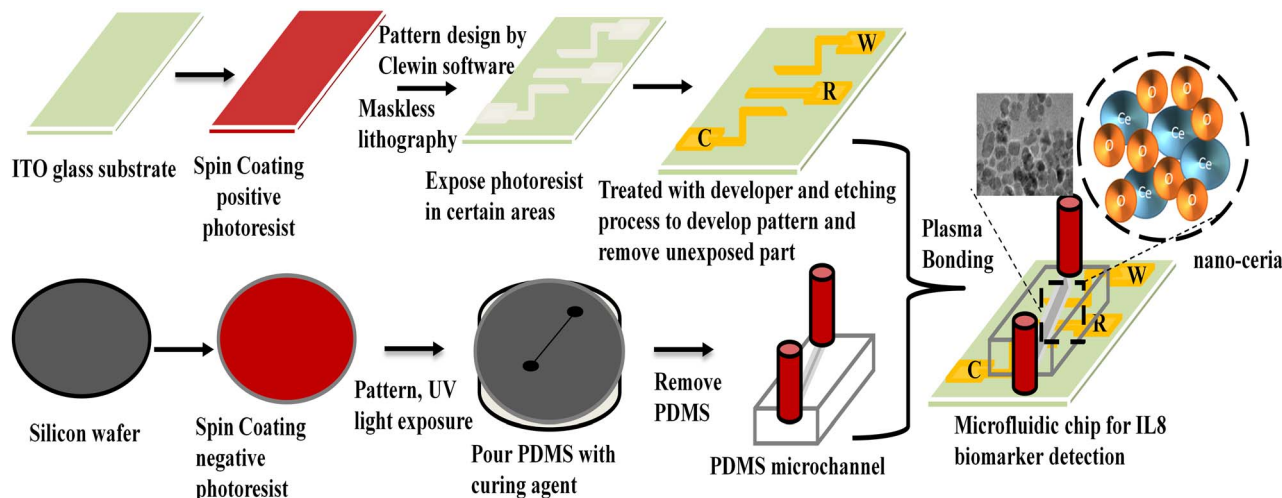 ITO glass substrate
Spin Coating
positive
photoresist
Pattern design by
Clewin software
Maskless
lithography
Expose photoresist
in certain areas
W
R
C
Treated with developer and etching
process to develop pattern and
remove unexposed part
Silicon wafer
Spin Coating
negative
photoresist
Pattern, UV
light exposure
Pour PDMS with
curing agent
Remove
PDMS
PDMS microchannel
Plasma
Bonding
O
O
Ce
O
O
Ce
O
O
Ce
Ce
O
O
O
nano-ceria
W
R
C
Microfluidic chip for IL8
biomarker detection